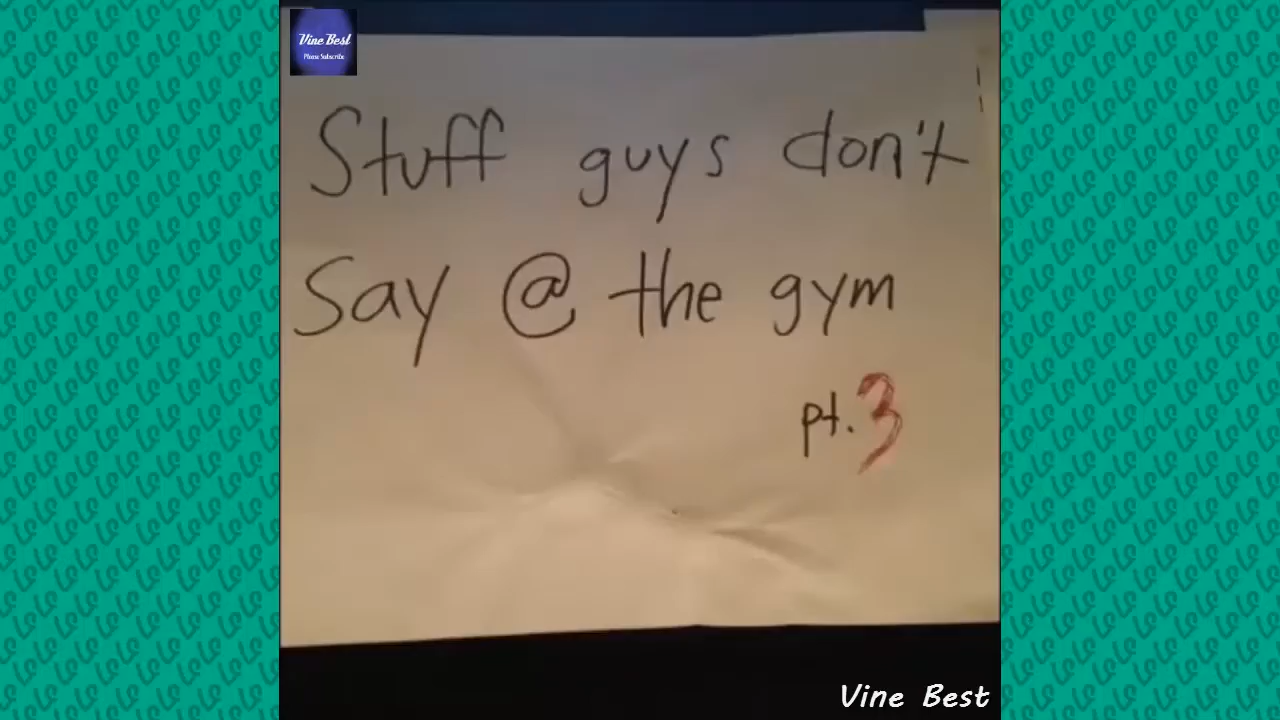 Vine Best
Please Subscribe
Stuff guys don't
Say @ the gym
pt. 3
Vine Best